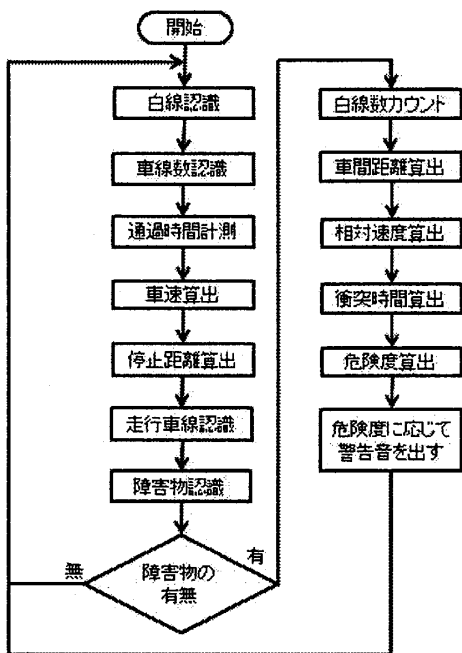 開始
白線認識
車線数認識
通過時間計測
車速算出
停止距離算出
走行車線認識
障害物認識
障害物の
有無
無
有
白線数カウント
車間距離算出
相対速度算出
衝突時間算出
危険度算出
危険度に応じて
警告音を出す